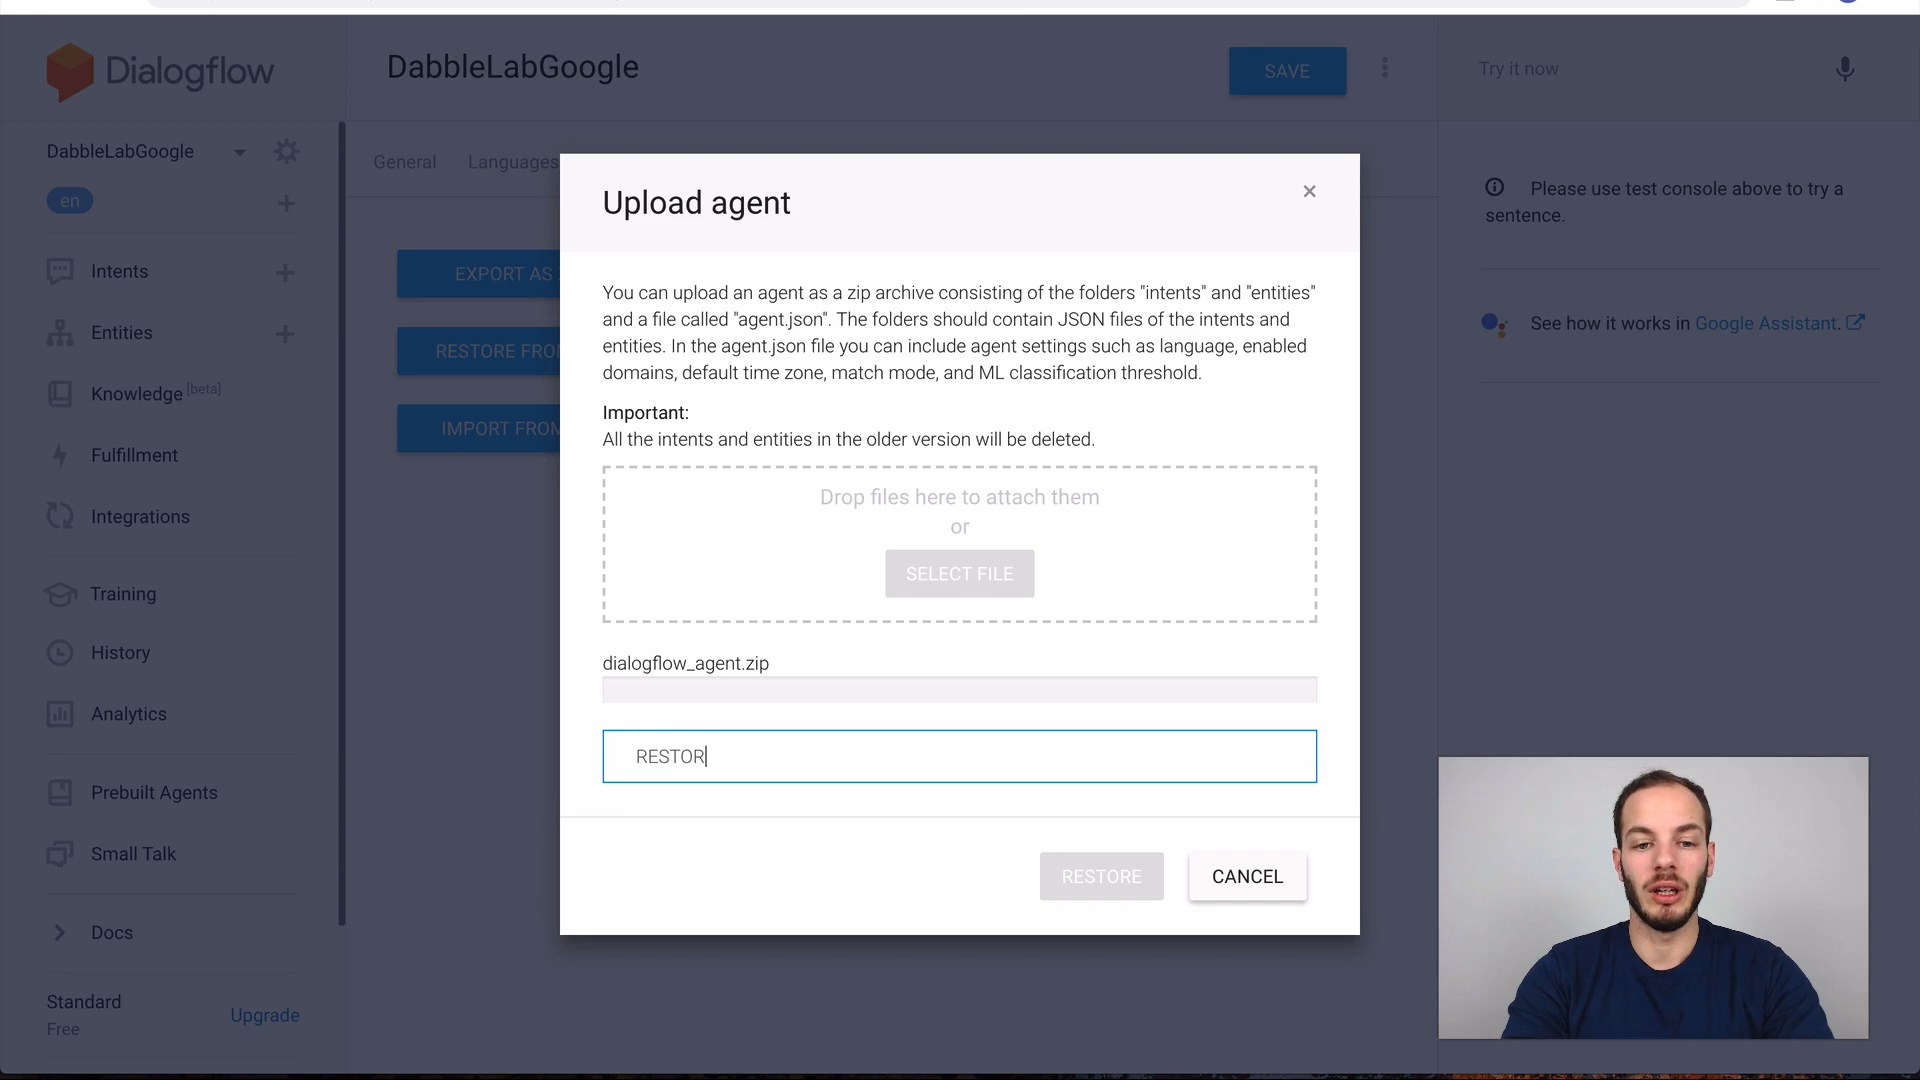 Dialogflow
DabbleLabGoogle
SAVE
Try it now
DabbleLabGoogle
en
General
Languages
Upload agent
×
Please use test console above to try a
sentence.
Intents
EXPORT AS
You can upload an agent as a zip archive consisting of the folders "intents" and "entities"
and a file called "agent.json". The folders should contain JSON files of the intents and
entities. In the agent.json file you can include agent settings such as language, enabled
domains, default time zone, match mode, and ML classification threshold.
See how it works in Google Assistant.
Entities
RESTORE FROM
Knowledge [beta]
Important:
All the intents and entities in the older version will be deleted.
IMPORT FROM
Fulfillment
Drop files here to attach them
or
SELECT FILE
Integrations
Training
History
dialogflow_agent.zip
Analytics
RESTOR
Prebuilt Agents
Small Talk
RESTORE
CANCEL
Docs
Standard
Free
Upgrade